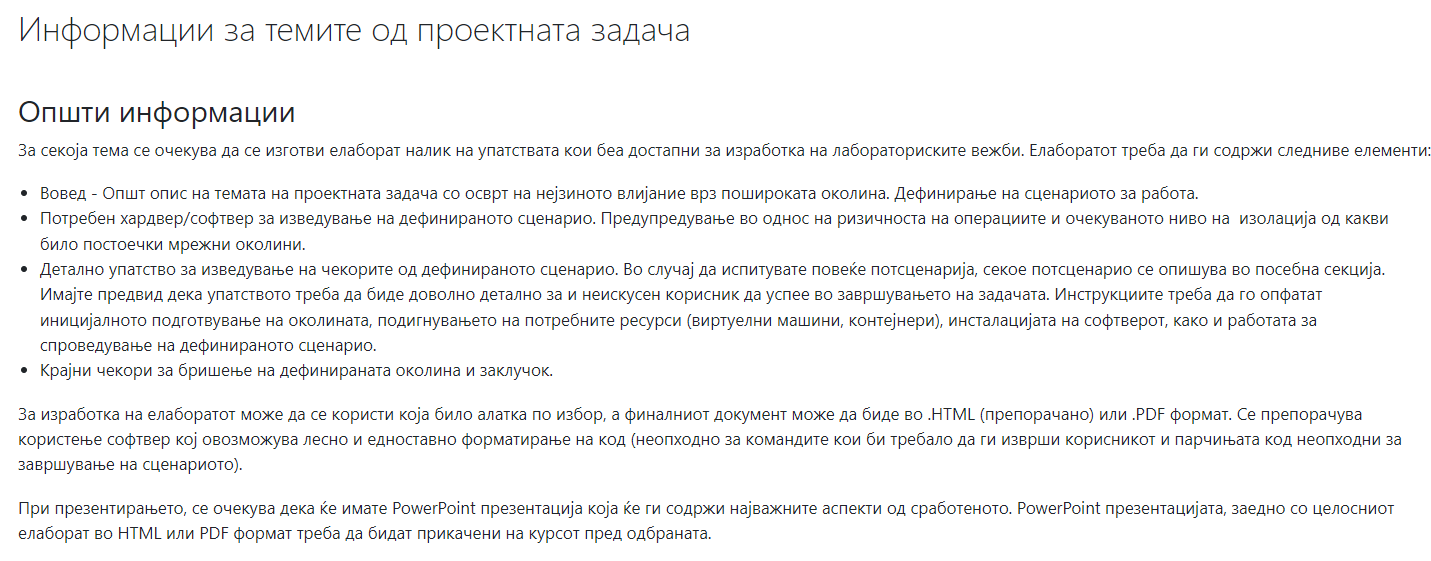 Информации за темите од проектната задача
Општи информации
За секоја тема се очекува да се изготви елаборат налик на упатствата кои беа достапни за изработка на лабораториските вежби. Елаборатот треба да ги содржи следниве елементи:
• Вовед - Општ опис на темата на проектната задача со осврт на нејзиното влијание врз пошироката околина. Дефинирање на сценариото за работа.
• Потребен хардвер/софтвер за изведување на дефинираното сценарио. Предупредување во однос на ризичноста на операциите и очекуваното ниво на изолација од какви
било постоечки мрежни околини.
• Детално упатство за изведување на чекорите од дефинираното сценарио. Во случај да испитувате повеќе потсценарија, секое потсценарио се опишува во посебна секција.
Имајте предвид дека упатството треба да биде доволно детално за и неискусен корисник да успее во завршувањето на задачата. Инструкциите треба да го опфатат
иницијалното подготвување на околината, подигнувањето на потребните ресурси (виртуелни машини, контејнери), инсталацијата на софтверот, како и работата за
спроведување на дефинираното сценарио.
• Крајни чекори за бришење на дефинираната околина и заклучок.
За изработка на елаборатот може да се користи која било алатка по избор, а финалниот документ може да биде во .HTML (препорачано) или .PDF формат. Се препорачува
користење софтвер кој овозможува лесно и едноставно форматирање на код (неопходно за командите кои би требало да ги изврши корисникот и парчињата код неопходни за
завршување на сценариото).
При презентирањето, се очекува дека ќе имате PowerPoint презентација која ќе ги содржи најважните аспекти од сработеното. PowerPoint презентацијата, заедно со целосниот
елаборат во HTML или PDF формат треба да бидат прикачени на курсот пред одбраната.